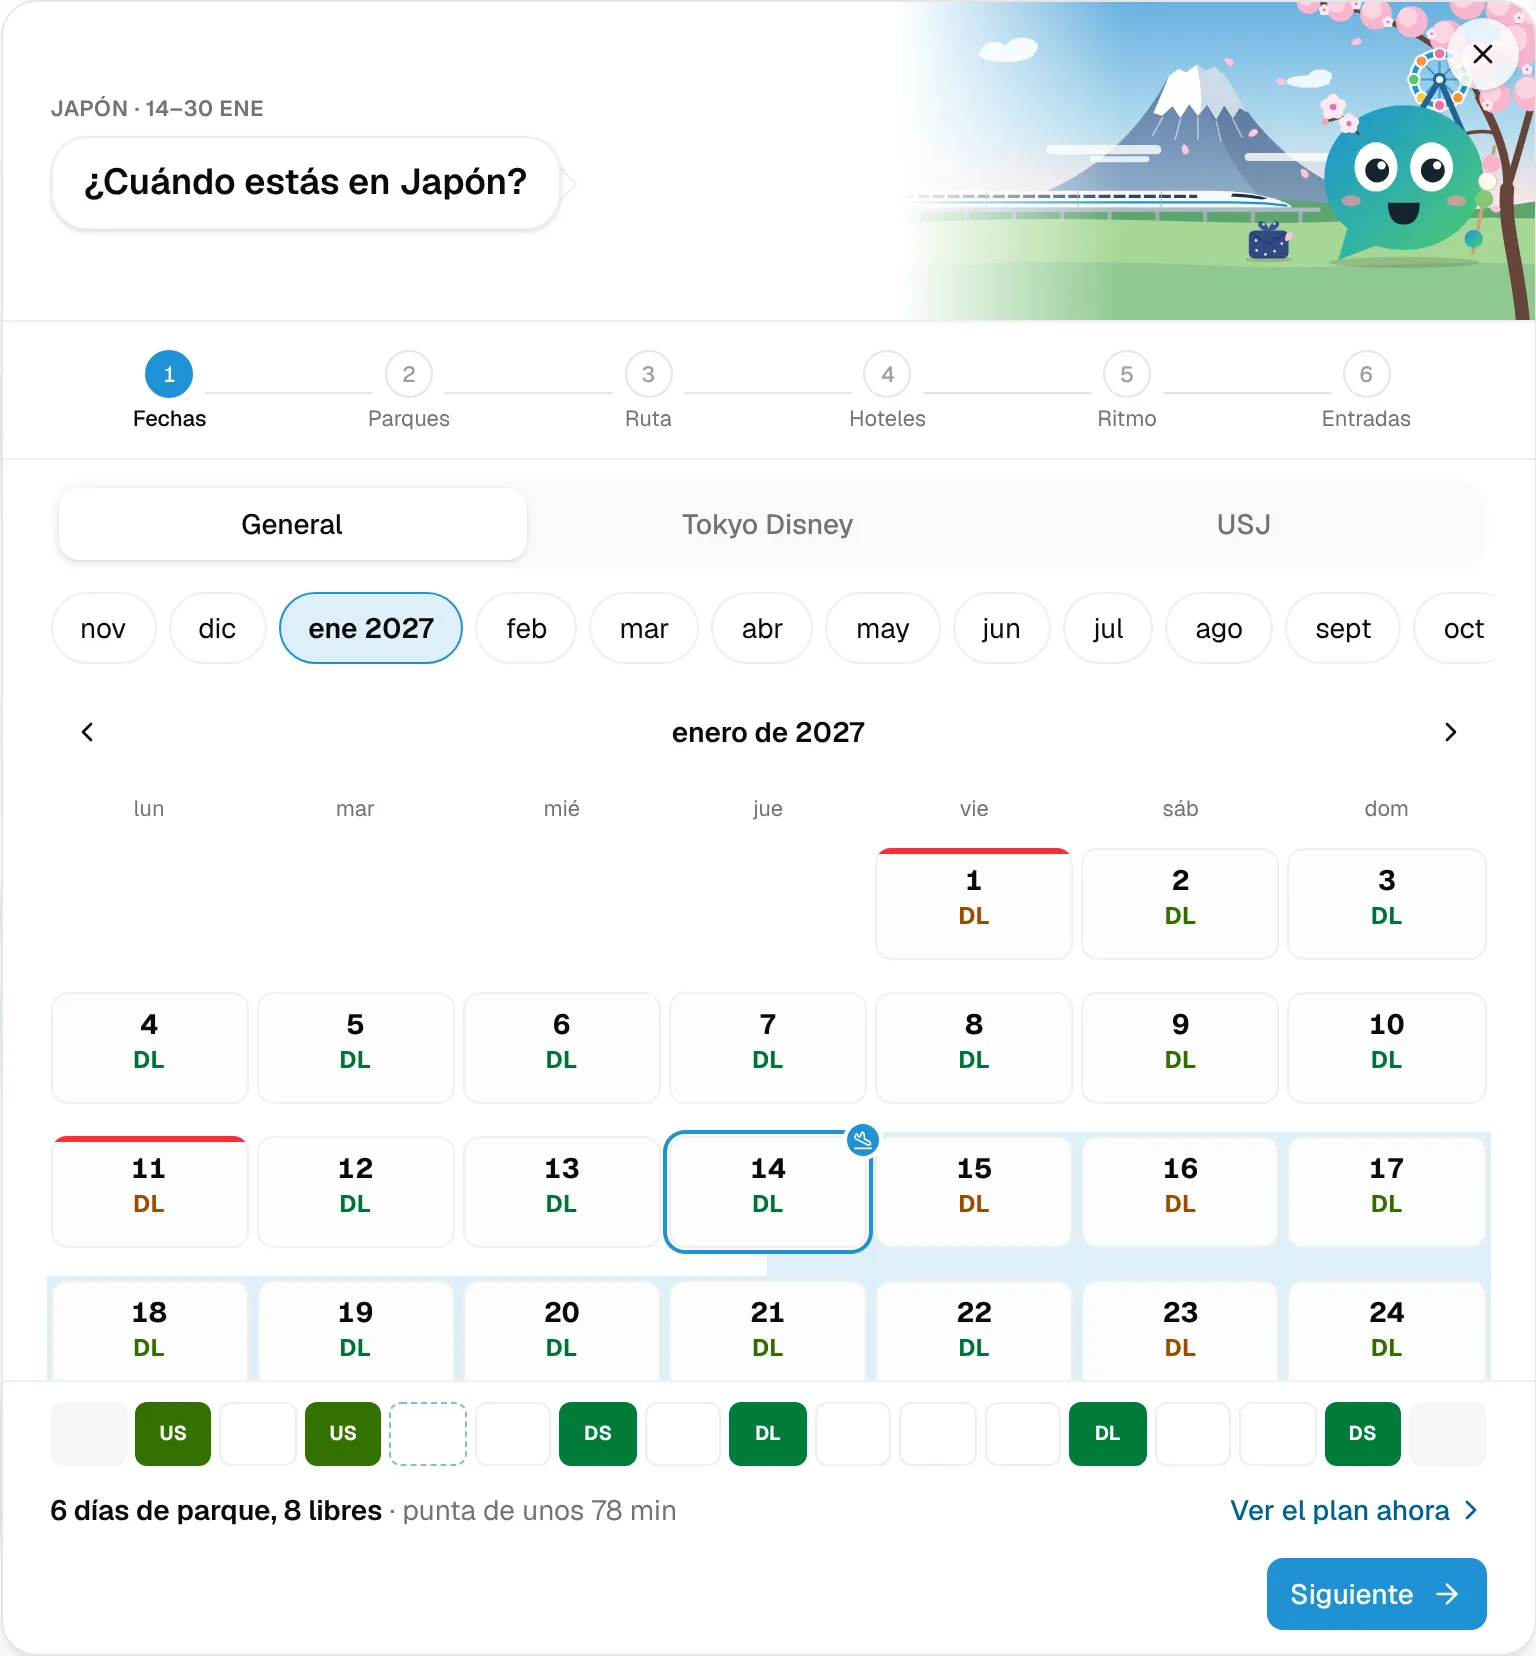 JAPÓN · 14–30 ENE
¿Cuándo estás en Japón?
1 2 3 4 5 6
Fechas Parques Ruta Hoteles Ritmo Entradas
General Tokyo Disney USJ
nov dic ene 2027 feb mar abr may jun jul ago sept oct
enero de 2027
lun mar mié jue vie sáb dom
1 2 3
DL DL DL
4 5 6 7 8 9 10
DL DL DL DL DL DL DL
11 12 13 14 15 16 17
DL DL DL DL DL DL DL
18 19 20 21 22 23 24
DL DL DL DL DL DL DL
US US DS DL DL DS
6 días de parque, 8 libres · punta de unos 78 min Ver el plan ahora
Siguiente